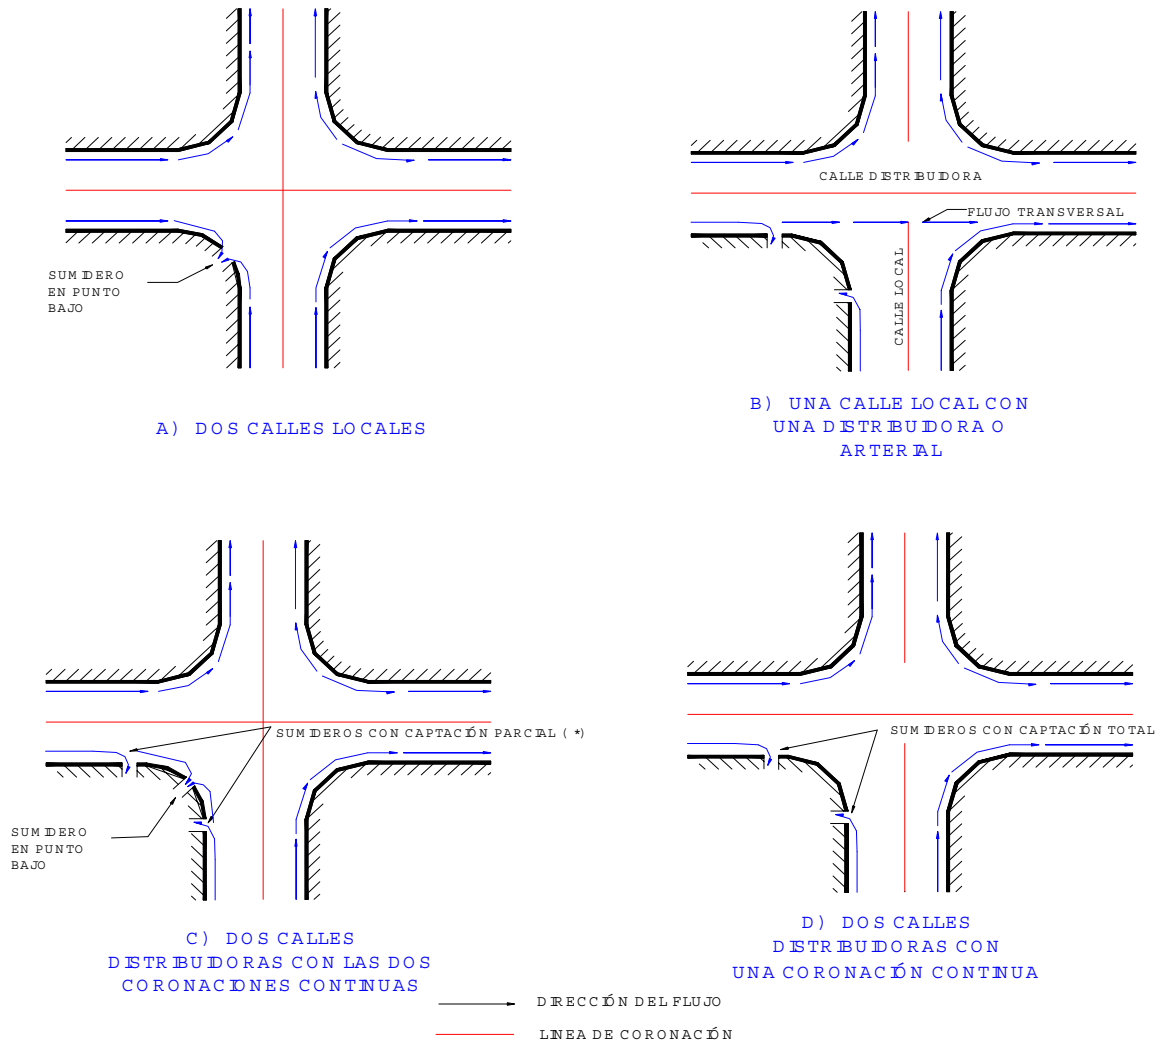 CALLE DISTRIBUIDORA
FLUJO TRANSVERSAL
CALLE LOCAL
SUMIDERO
EN PUNTO
BAJO
A) DOS CALLES LOCALES
B) UNA CALLE LOCAL CON
UNA DISTRIBUIDORA O
ARTERIAL
SUMIDEROS CON CAPTACIÓN PARCIAL (*)
SUMIDERO
EN PUNTO
BAJO
SUMIDEROS CON CAPTACIÓN TOTAL
C) DOS CALLES
DISTRIBUIDORAS CON LAS DOS
CORONACIONES CONTINUAS
D) DOS CALLES
DISTRIBUIDORAS CON
UNA CORONACIÓN CONTINUA
DIRECCIÓN DEL FLUJO
LINEA DE CORONACIÓN